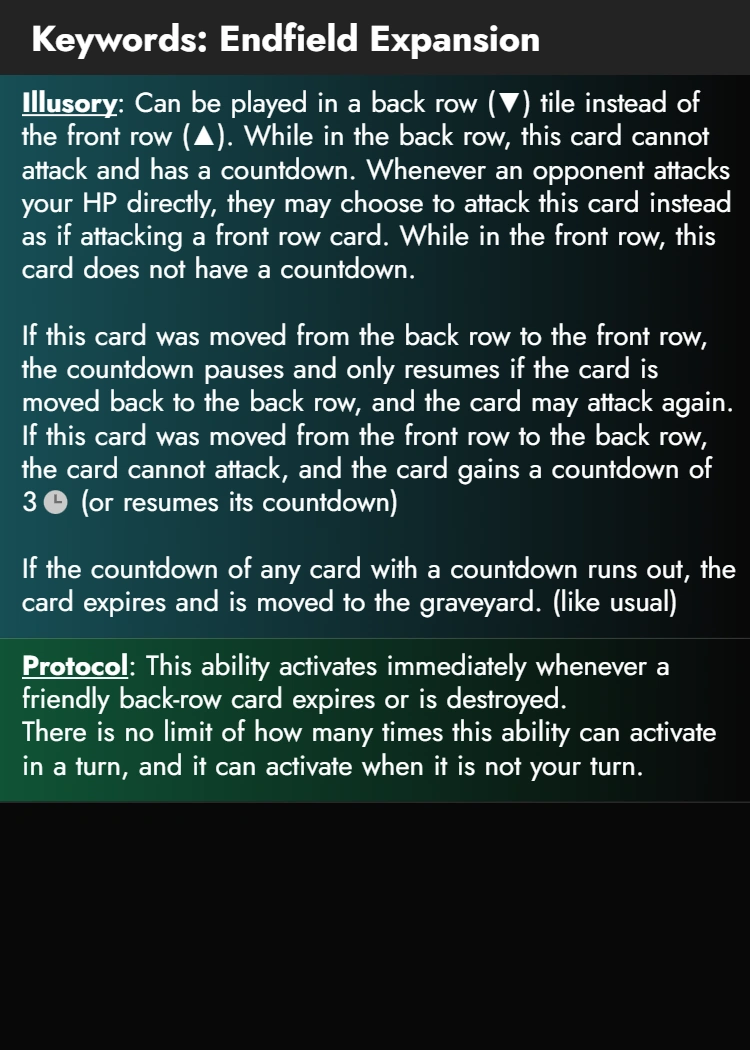 Keywords: Endfield Expansion
Illusory: Can be played in a back row (▼) tile instead of
the front row (▲). While in the back row, this card cannot
attack and has a countdown. Whenever an opponent attacks
your HP directly, they may choose to attack this card instead
as if attacking a front row card. While in the front row, this
card does not have a countdown.
If this card was moved from the back row to the front row,
the countdown pauses and only resumes if the card is
moved back to the back row, and the card may attack again.
If this card was moved from the front row to the back row,
the card cannot attack, and the card gains a countdown of
3 (or resumes its countdown)
If the countdown of any card with a countdown runs out, the
card expires and is moved to the graveyard. (like usual)
Protocol: This ability activates immediately whenever a
friendly back-row card expires or is destroyed.
There is no limit of how many times this ability can activate
in a turn, and it can activate when it is not your turn.